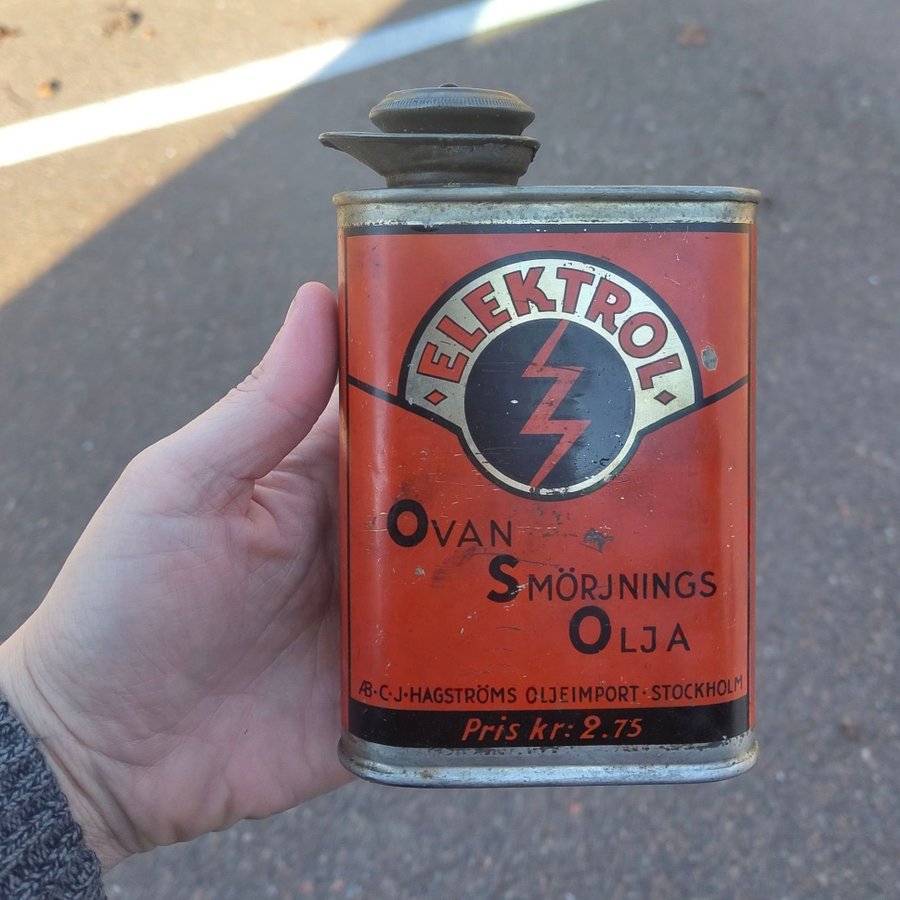 ELEKTROL
OVAN
SMÖRJNINGS
OLJA
AB·C·J·HAGSTRÖMS OLJEIMPORT·STOCKHOLM
Pris kr: 2.75